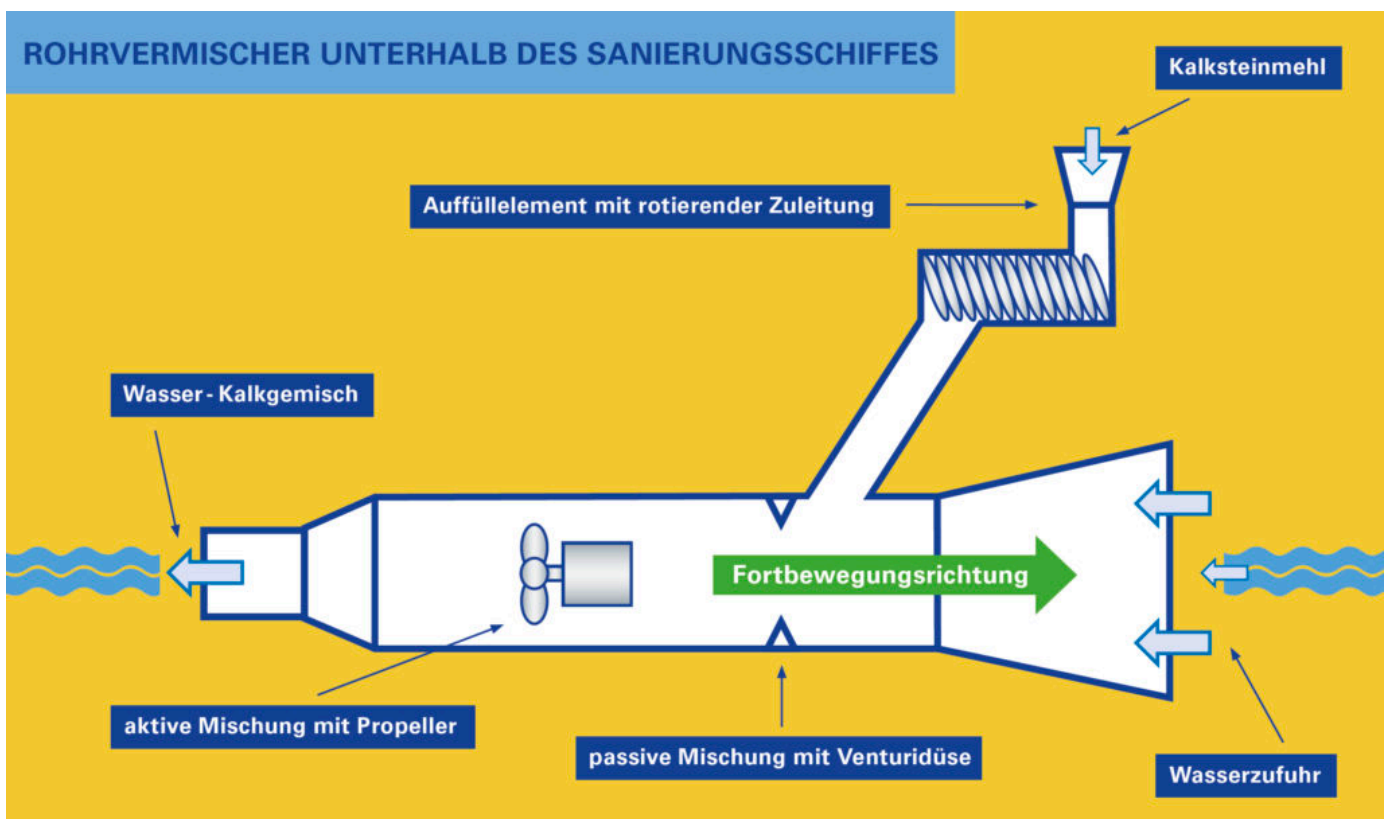 ROHRVERMISCHER UNTERHALB DES SANIERUNGSSCHIFFES
Kalksteinmehl
Auffüllelement mit rotierender Zuleitung
Wasser - Kalkgemisch
Fortbewegungsrichtung
aktive Mischung mit Propeller
passive Mischung mit Venturidüse
Wasserzufuhr